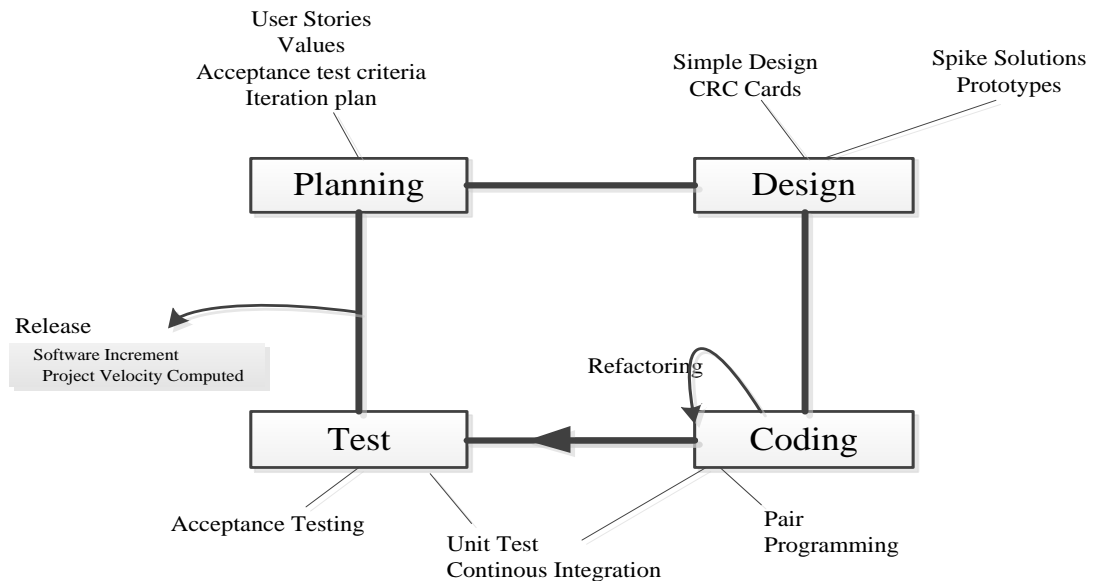 User Stories
Values
Acceptance test criteria
Iteration plan
Simple Design
CRC Cards
Spike Solutions
Prototypes
Planning
Design
Release
Software Increment
Project Velocity Computed
Refactoring
Test
Coding
Acceptance Testing
Unit Test
Continous Integration
Pair
Programming